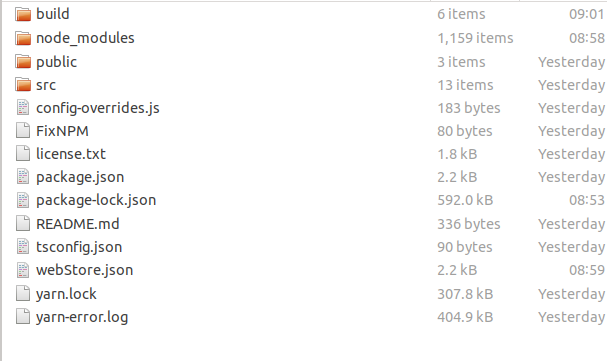 build 6 items 09:01
node_modules 1,159 items 08:58
public 3 items Yesterday
src 13 items Yesterday
config-overrides.js 183 bytes Yesterday
FixNPM 80 bytes Yesterday
license.txt 1.8 kB Yesterday
package.json 2.2 kB Yesterday
package-lock.json 592.0 kB 08:53
README.md 336 bytes Yesterday
tsconfig.json 90 bytes Yesterday
webStore.json 2.2 kB 08:59
yarn.lock 307.8 kB Yesterday
yarn-error.log 404.9 kB Yesterday